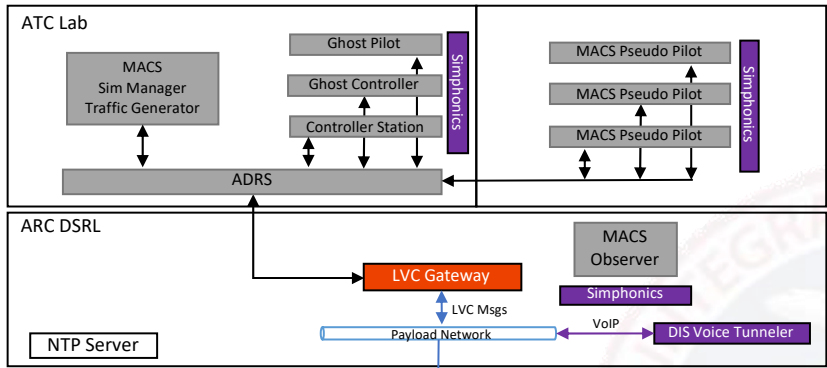 ATC Lab
MACS
Sim Manager
Traffic Generator
Ghost Pilot
Ghost Controller
Controller Station
Simphonics
MACS Pseudo Pilot
MACS Pseudo Pilot
MACS Pseudo Pilot
Simphonics
ADRS
ARC DSRL
MACS
Observer
LVC Gateway
Simphonics
LVC Msgs
Payload Network
VoIP
DIS Voice Tunneler
NTP Server
INTEGRA